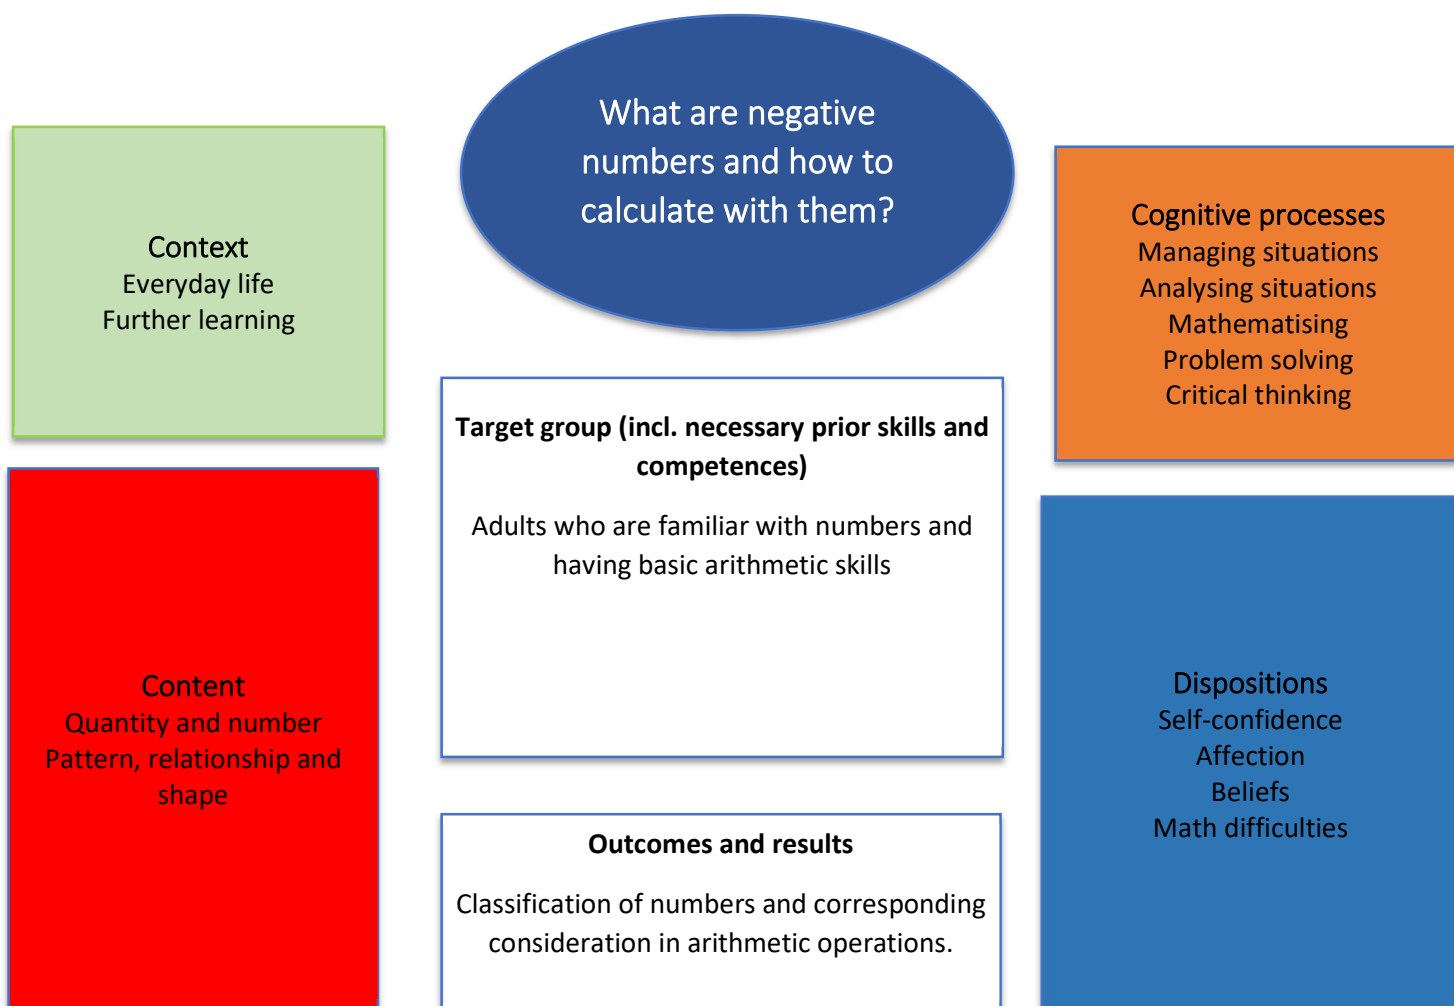 What are negative
numbers and how to
calculate with them?
Context
Everyday life
Further learning
Cognitive processes
Managing situations
Analysing situations
Mathematising
Problem solving
Critical thinking
Target group (incl. necessary prior skills and
competences)
Adults who are familiar with numbers and
having basic arithmetic skills
Content
Quantity and number
Pattern, relationship and
shape
Dispositions
Self-confidence
Affection
Beliefs
Math difficulties
Outcomes and results
Classification of numbers and corresponding
consideration in arithmetic operations.